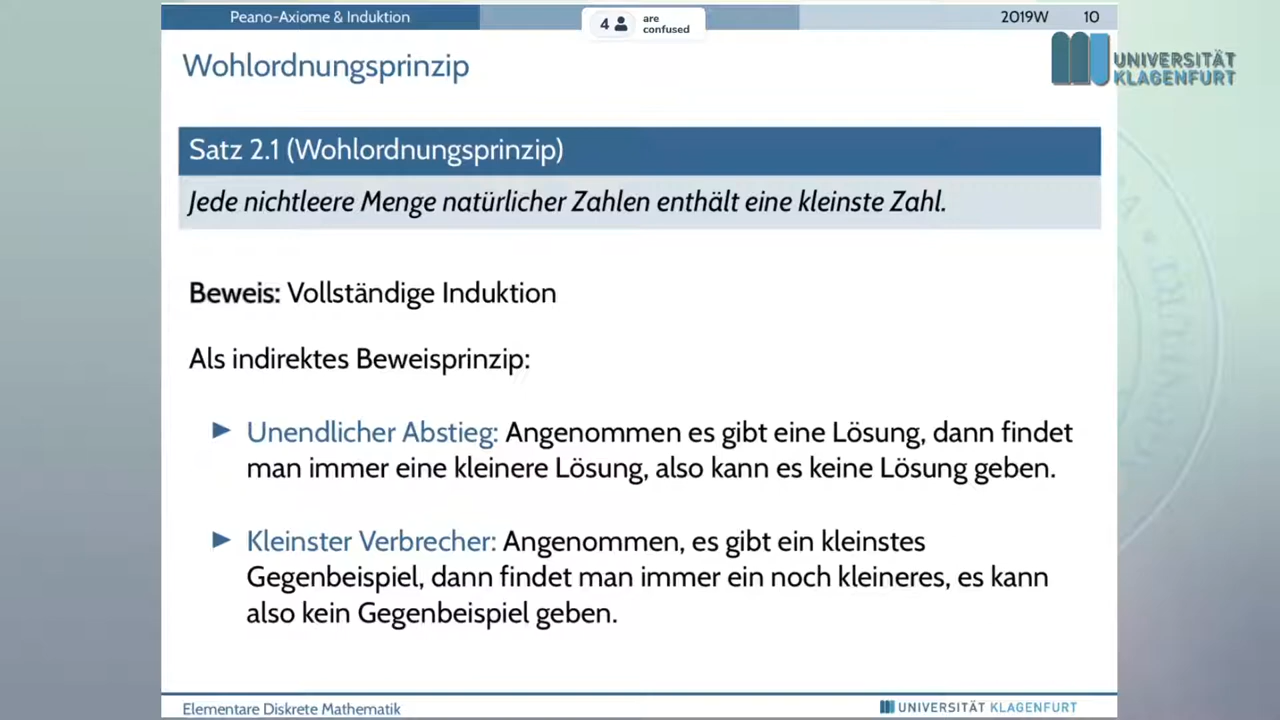 Peano-Axiome & Induktion
4 are confused
2019W 10
Wohlordnungsprinzip
UNIVERSITÄT
KLAGENFURT
Satz 2.1 (Wohlordnungsprinzip)
Jede nichtleere Menge natürlicher Zahlen enthält eine kleinste Zahl.
Beweis: Vollständige Induktion
Als indirektes Beweisprinzip:
Unendlicher Abstieg: Angenommen es gibt eine Lösung, dann findet
man immer eine kleinere Lösung, also kann es keine Lösung geben.
Kleinster Verbrecher: Angenommen, es gibt ein kleinstes
Gegenbeispiel, dann findet man immer ein noch kleineres, es kann
also kein Gegenbeispiel geben.
Elementare Diskrete Mathematik
UNIVERSITÄT KLAGENFURT